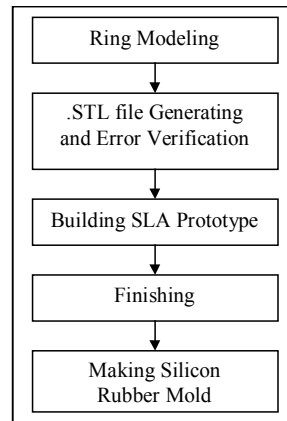 Ring Modeling
.STL file Generating
and Error Verification
Building SLA Prototype
Finishing
Making Silicon
Rubber Mold